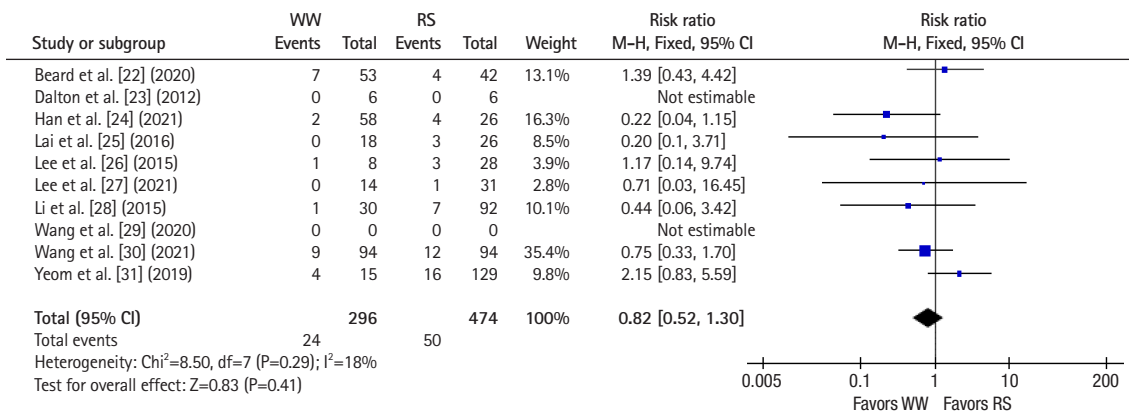 WW RS Risk ratio Risk ratio
Study or subgroup Events Total Events Total Weight M-H, Fixed, 95% CI M-H, Fixed, 95% CI
Beard et al. [22] (2020) 7 53 4 42 13.1% 1.39 [0.43, 4.42]
Dalton et al. [23] (2012) 0 6 0 6 Not estimable
Han et al. [24] (2021) 2 58 4 26 16.3% 0.22 [0.04, 1.15]
Lai et al. [25] (2016) 0 18 3 26 8.5% 0.20 [0.1, 3.71]
Lee et al. [26] (2015) 1 8 3 28 3.9% 1.17 [0.14, 9.74]
Lee et al. [27] (2021) 0 14 1 31 2.8% 0.71 [0.03, 16.45]
Li et al. [28] (2015) 1 30 7 92 10.1% 0.44 [0.06, 3.42]
Wang et al. [29] (2020) 0 0 0 0 Not estimable
Wang et al. [30] (2021) 9 94 12 94 35.4% 0.75 [0.33, 1.70]
Yeom et al. [31] (2019) 4 15 16 129 9.8% 2.15 [0.83, 5.59]
Total (95% CI) 296 474 100% 0.82 [0.52, 1.30]
Total events 24 50
Heterogeneity: Chi²=8.50, df=7 (P=0.29); I²=18%
Test for overall effect: Z=0.83 (P=0.41)
0.005 0.1 1 10 200
Favors WW Favors RS